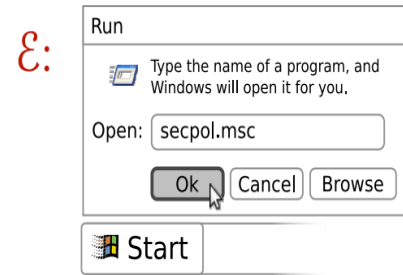 ℰ:
Run
Type the name of a program, and
Windows will open it for you.
Open: secpol.msc
Ok Cancel Browse
Start